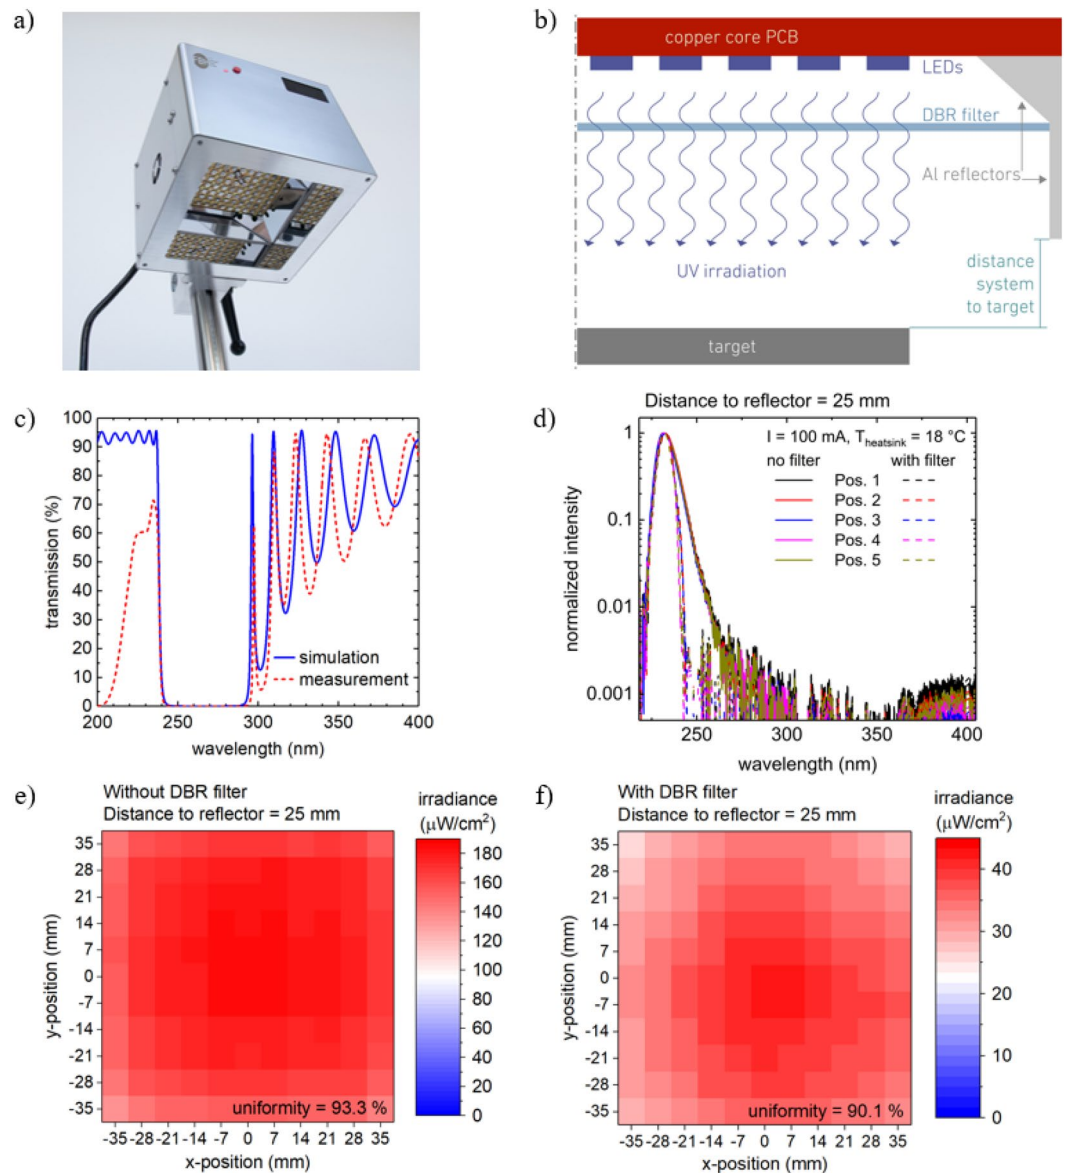 a)
b)
copper core PCB
LEDs
DBR filter
Al reflectors
UV irradiation
distance
system
to target
target
c)
100
90
80
70
60
50
40
30
20
10
0
transmission (%)
simulation
measurement
200 250 300 350 400
wavelength (nm)
d)
Distance to reflector = 25 mm
I = 100 mA, T_heatsink = 18 °C
no filter with filter
Pos. 1
Pos. 2
Pos. 3
Pos. 4
Pos. 5
1
0.1
0.01
0.001
normalized intensity
250 300 350 400
wavelength (nm)
e)
Without DBR filter
Distance to reflector = 25 mm
irradiance
(µW/cm²)
35
28
21
14
7
0
-7
-14
-21
-28
-35
y-position (mm)
uniformity = 93.3 %
-35 -28 -21 -14 -7 0 7 14 21 28 35
x-position (mm)
180
160
140
120
100
80
60
40
20
0
f)
With DBR filter
Distance to reflector = 25 mm
irradiance
(µW/cm²)
35
28
21
14
7
0
-7
-14
-21
-28
-35
y-position (mm)
uniformity = 90.1 %
-35 -28 -21 -14 -7 0 7 14 21 28 35
x-position (mm)
40
30
20
10
0